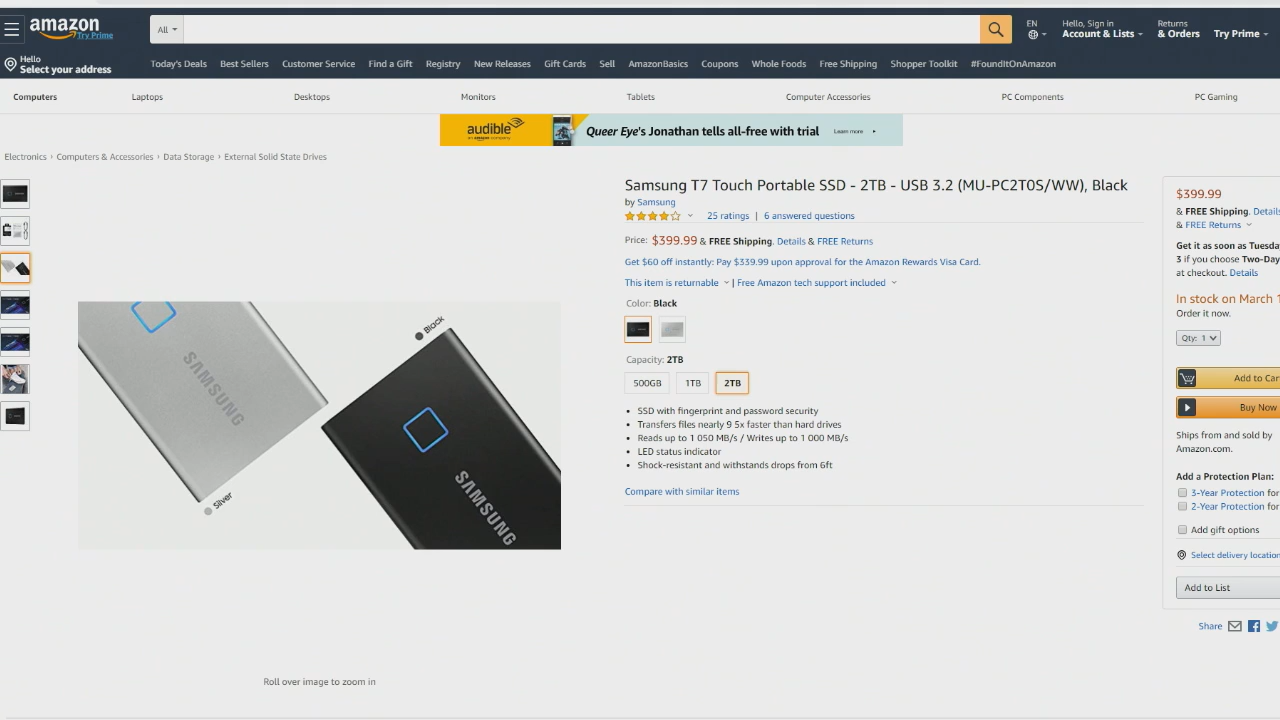 amazon
Try Prime
All
EN
Hello, Sign in
Account & Lists
Returns
& Orders
Try Prime
Hello
Select your address
Today's Deals
Best Sellers
Customer Service
Find a Gift
Registry
New Releases
Gift Cards
Sell
AmazonBasics
Coupons
Whole Foods
Free Shipping
Shopper Toolkit
#FoundItOnAmazon
Computers
Laptops
Desktops
Monitors
Tablets
Computer Accessories
PC Components
PC Gaming
audible
an amazon company
Queer Eye's Jonathan tells all-free with trial
Learn more
Electronics › Computers & Accessories › Data Storage › External Solid State Drives
Samsung T7 Touch Portable SSD - 2TB - USB 3.2 (MU-PC2T0S/WW), Black
by Samsung
25 ratings | 6 answered questions
Price: $399.99 & FREE Shipping. Details & FREE Returns
Get $60 off instantly: Pay $339.99 upon approval for the Amazon Rewards Visa Card.
This item is returnable | Free Amazon tech support included
Color: Black
Capacity: 2TB
500GB
1TB
2TB
• SSD with fingerprint and password security
• Transfers files nearly 9 5x faster than hard drives
• Reads up to 1 050 MB/s / Writes up to 1 000 MB/s
• LED status indicator
• Shock-resistant and withstands drops from 6ft
Compare with similar items
SAMSUNG
Silver
Black
SAMSUNG
Roll over image to zoom in
$399.99
& FREE Shipping. Details
& FREE Returns
Get it as soon as Tuesda
3 if you choose Two-Day
at checkout. Details
In stock on March 1
Order it now.
Qty: 1
Add to Car
Buy Now
Ships from and sold by
Amazon.com.
Add a Protection Plan:
3-Year Protection for
2-Year Protection for
Add gift options
Select delivery location
Add to List
Share